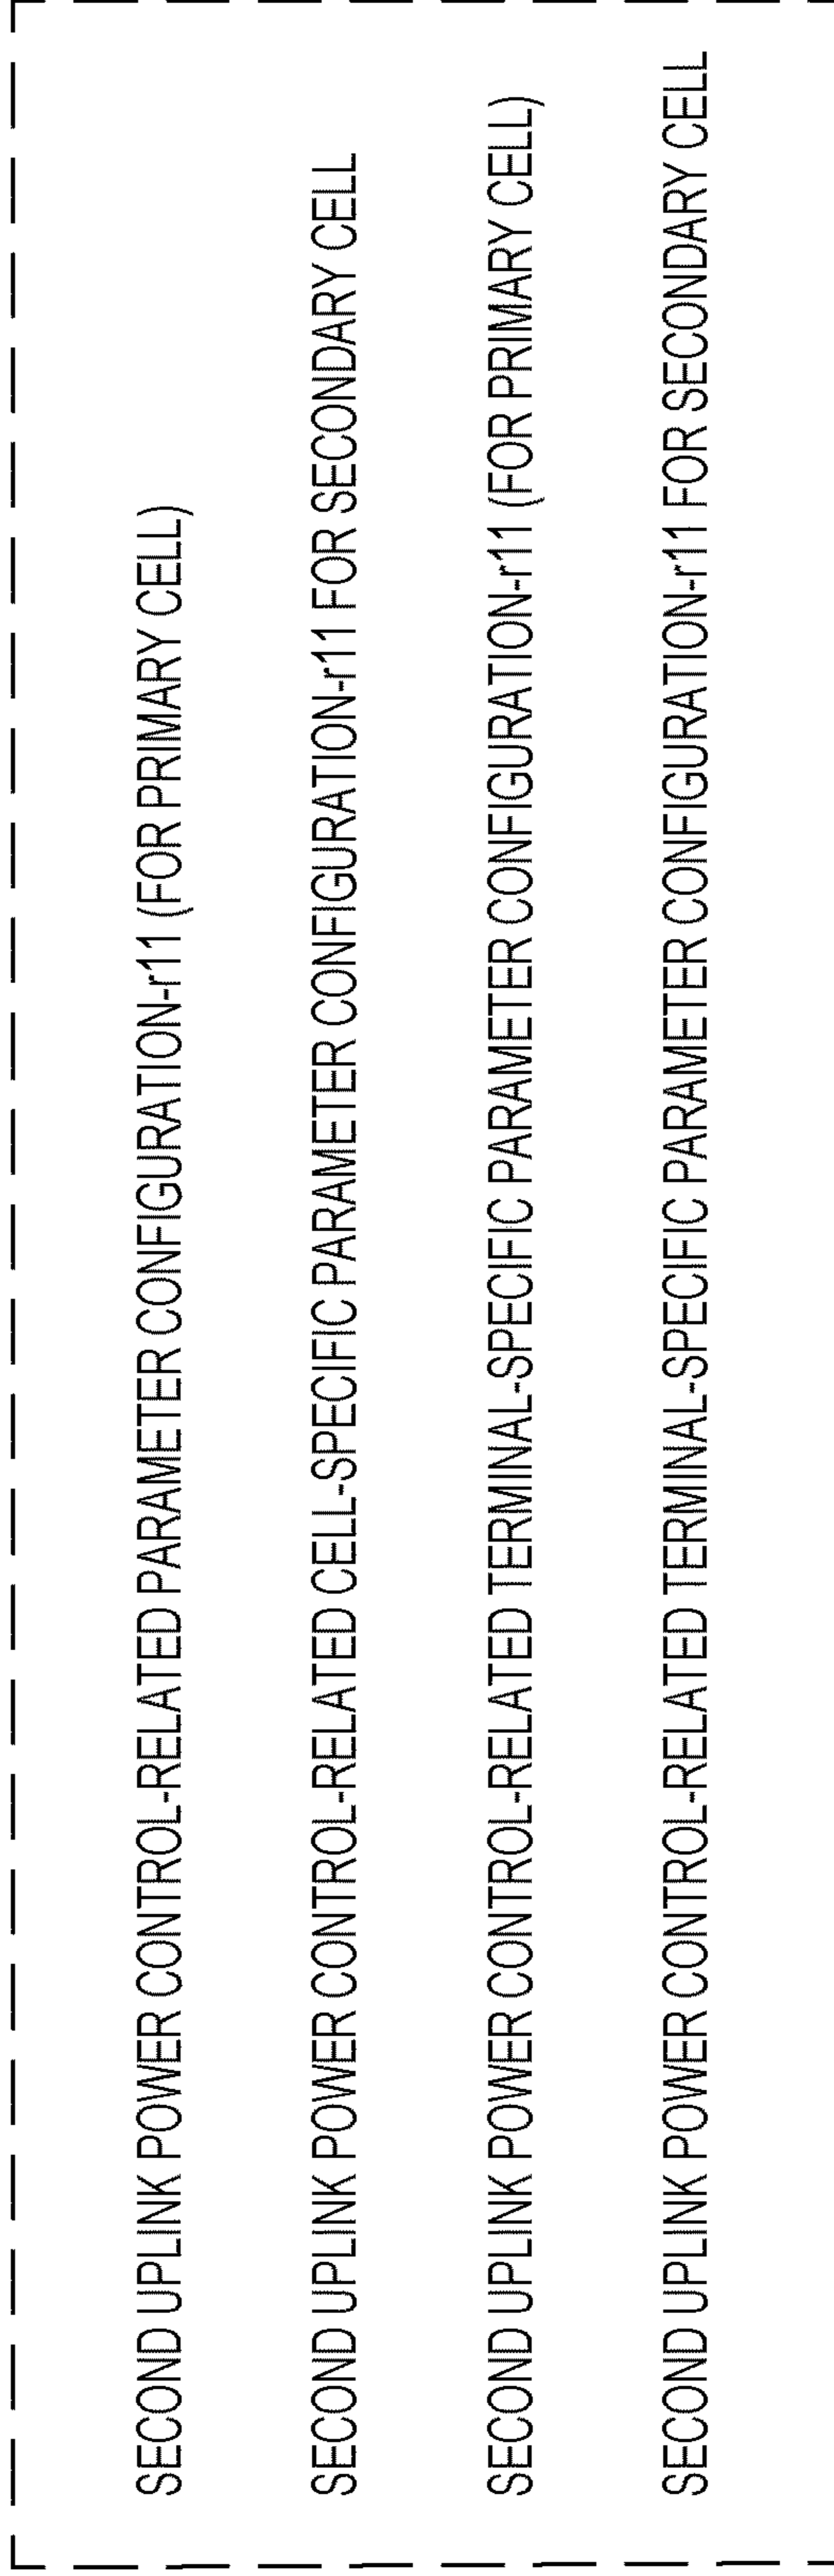 SECOND UPLINK POWER CONTROL-RELATED PARAMETER CONFIGURATION-r11 (FOR PRIMARY CELL)
SECOND UPLINK POWER CONTROL-RELATED CELL-SPECIFIC PARAMETER CONFIGURATION-r11 FOR SECONDARY CELL
SECOND UPLINK POWER CONTROL-RELATED TERMINAL-SPECIFIC PARAMETER CONFIGURATION-r11 (FOR PRIMARY CELL)
SECOND UPLINK POWER CONTROL-RELATED TERMINAL-SPECIFIC PARAMETER CONFIGURATION-r11 FOR SECONDARY CELL